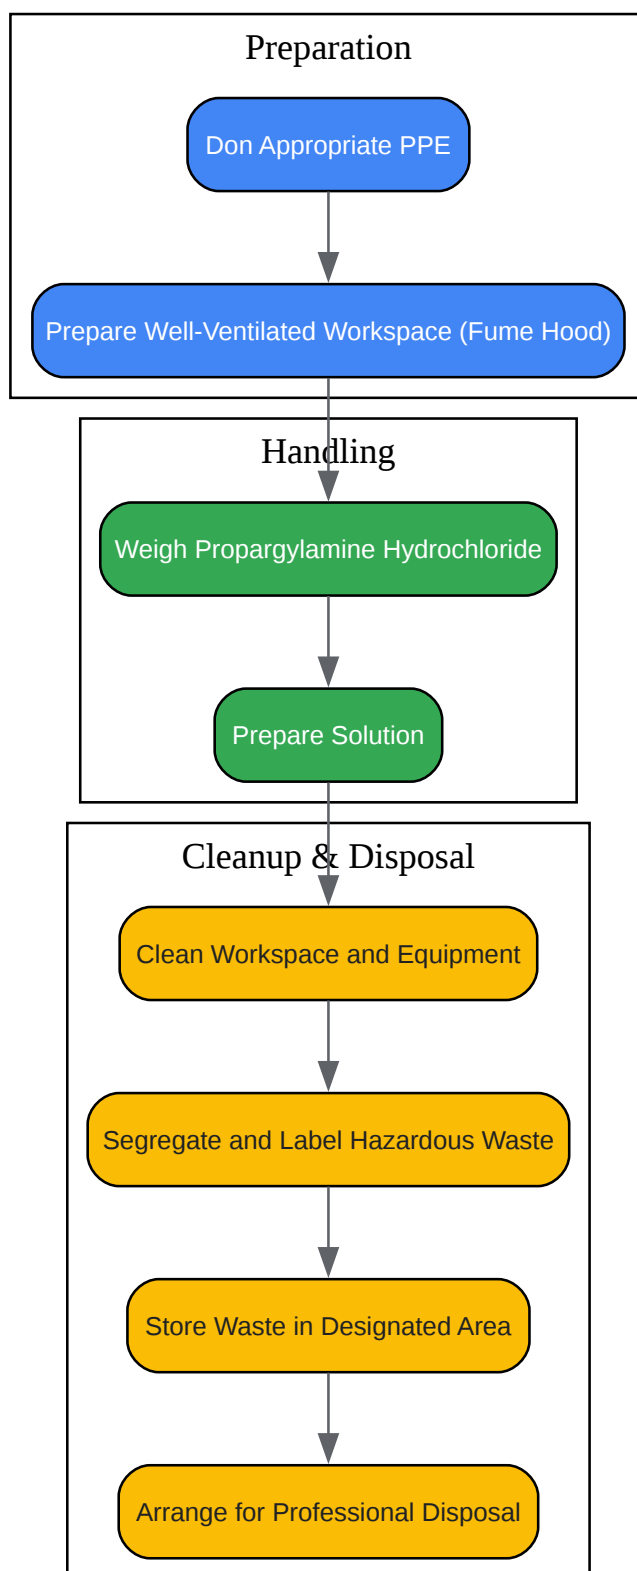 Preparation
Don Appropriate PPE
Prepare Well-Ventilated Workspace (Fume Hood)
Handling
Weigh Propargylamine Hydrochloride
Prepare Solution
Cleanup & Disposal
Clean Workspace and Equipment
Segregate and Label Hazardous Waste
Store Waste in Designated Area
Arrange for Professional Disposal